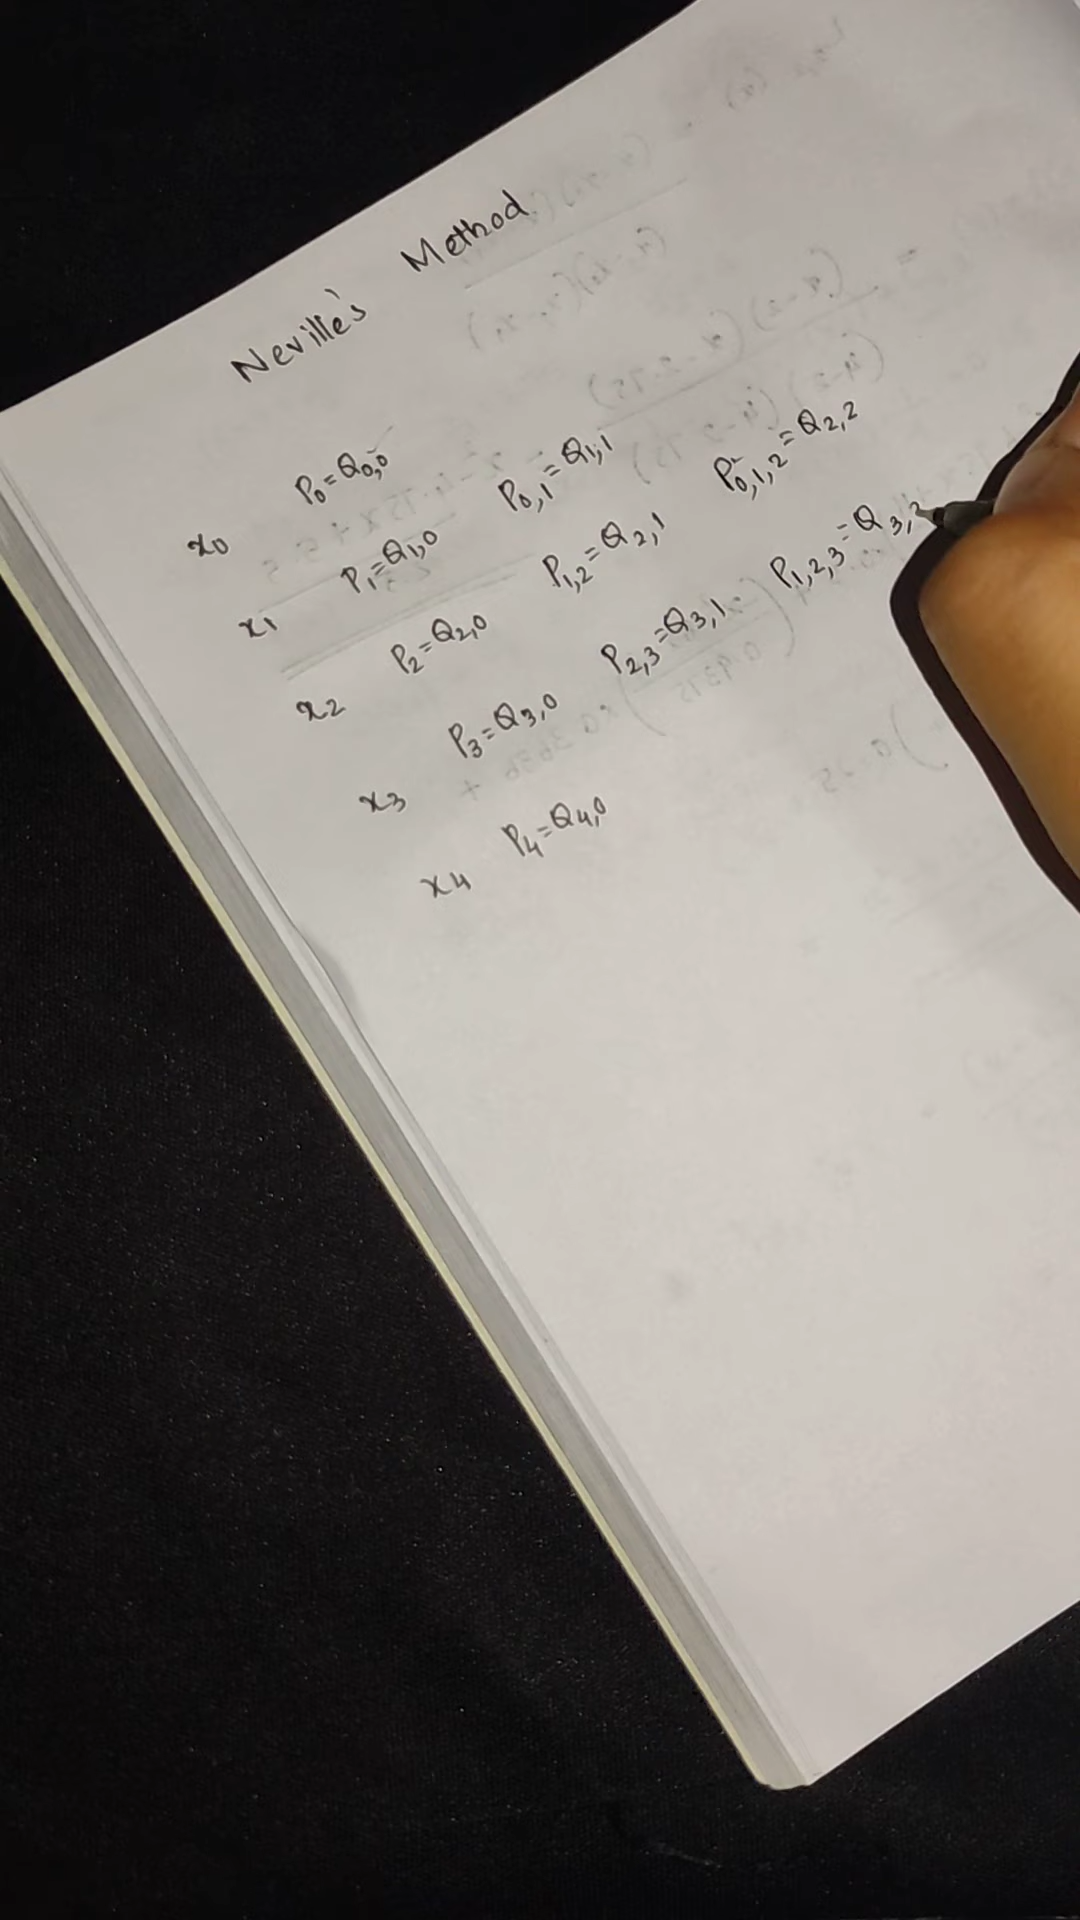 Neville's Method
x0 P0=Q0,0
x1 P1=Q1,0 P0,1=Q1,1
x2 P2=Q2,0 P1,2=Q2,1 P0,1,2=Q2,2
x3 P3=Q3,0 P2,3=Q3,1 P1,2,3=Q3,
x4 P4=Q4,0